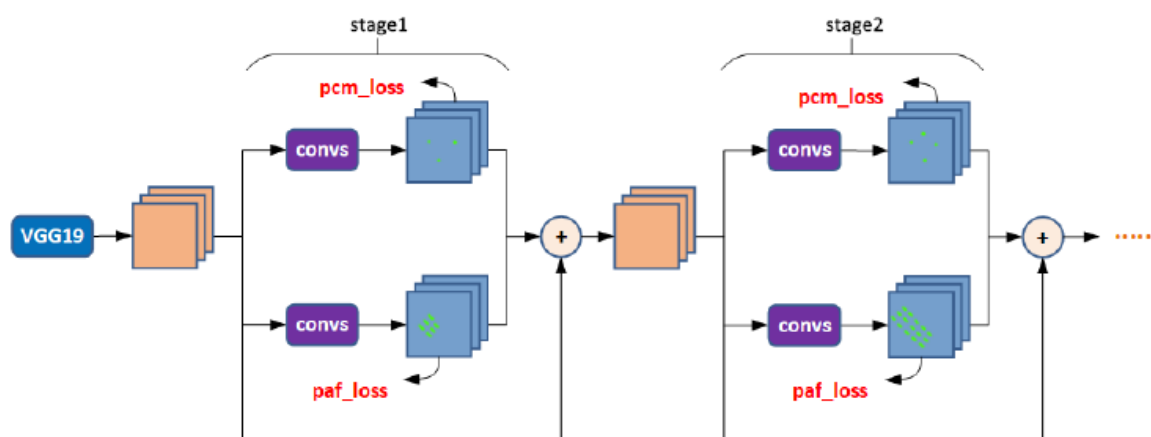 stage1
stage2
pcm_loss
pcm_loss
convs
convs
VGG19
+
+
.....
convs
convs
paf_loss
paf_loss